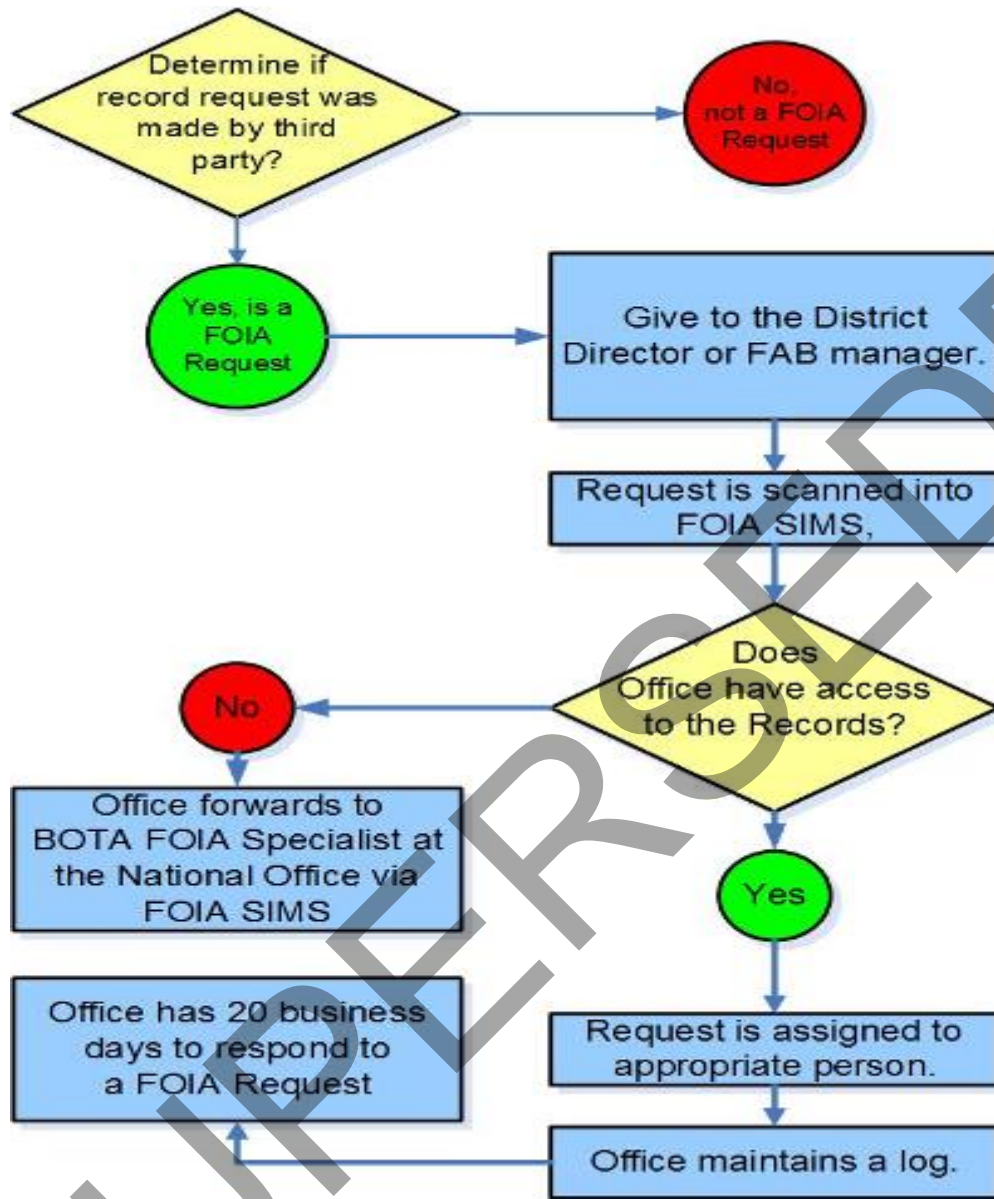 Determine if
record request was
made by third
party?
No,
not a FOIA
Request
Yes, is a
FOIA
Request
Give to the District
Director or FAB manager.
Request is scanned into
FOIA SIMS,
Does
Office have access
to the Records?
No
Office forwards to
BOTA FOIA Specialist at
the National Office via
FOIA SIMS
Yes
Request is assigned to
appropriate person.
Office maintains a log.
Office has 20 business
days to respond to
a FOIA Request
SUPERSEDED